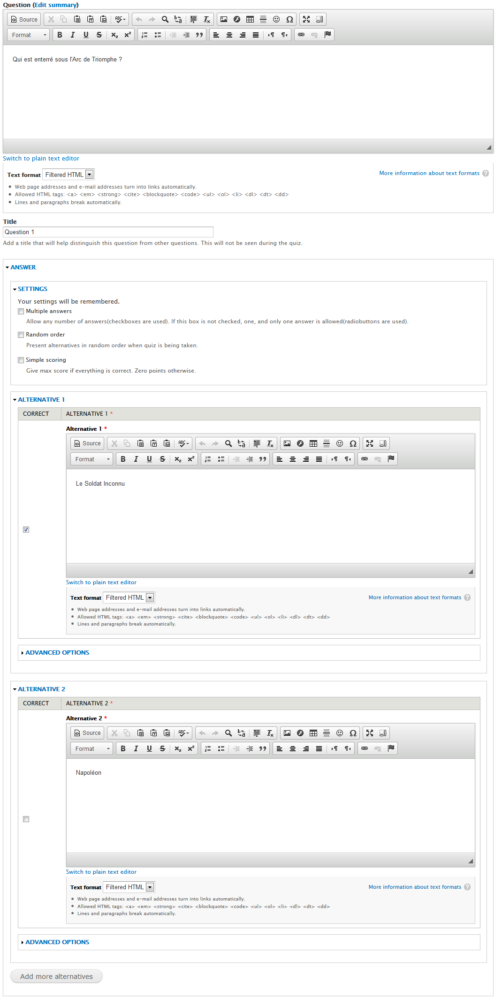 Question (Edit summary)
Source ABC
Format B I U S x₂ x²
Qui est enterré sous l'Arc de Triomphe ?
Switch to plain text editor
Text format Filtered HTML More information about text formats ?
Web page addresses and e-mail addresses turn into links automatically.
Allowed HTML tags: <a> <em> <strong> <cite> <blockquote> <code> <ul> <ol> <li> <dl> <dt> <dd>
Lines and paragraphs break automatically.
Title
Question 1
Add a title that will help distinguish this question from other questions. This will not be seen during the quiz.
ANSWER
SETTINGS
Your settings will be remembered.
Multiple answers
Allow any number of answers(checkboxes are used). If this box is not checked, one, and only one answer is allowed(radiobuttons are used).
Random order
Present alternatives in random order when quiz is being taken.
Simple scoring
Give max score if everything is correct. Zero points otherwise.
ALTERNATIVE 1
CORRECT ALTERNATIVE 1 *
Alternative 1 *
Source ABC
Format B I U S x₂ x²
Le Soldat Inconnu
Switch to plain text editor
Text format Filtered HTML More information about text formats ?
Web page addresses and e-mail addresses turn into links automatically.
Allowed HTML tags: <a> <em> <strong> <cite> <blockquote> <code> <ul> <ol> <li> <dl> <dt> <dd>
Lines and paragraphs break automatically.
ADVANCED OPTIONS
ALTERNATIVE 2
CORRECT ALTERNATIVE 2 *
Alternative 2 *
Source ABC
Format B I U S x₂ x²
Napoléon
Switch to plain text editor
Text format Filtered HTML More information about text formats ?
Web page addresses and e-mail addresses turn into links automatically.
Allowed HTML tags: <a> <em> <strong> <cite> <blockquote> <code> <ul> <ol> <li> <dl> <dt> <dd>
Lines and paragraphs break automatically.
ADVANCED OPTIONS
Add more alternatives